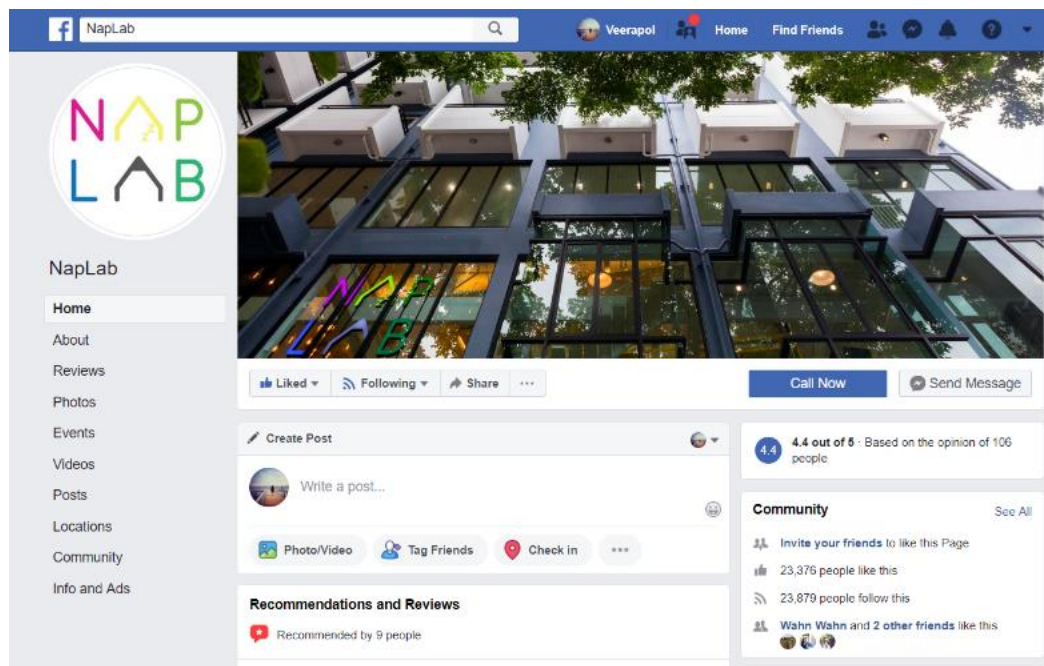 NapLab
Veerapol
Home
Find Friends
NAP
LAB
NAP
LAB
NapLab
Home
About
Reviews
Photos
Events
Videos
Posts
Locations
Community
Info and Ads
Liked
Following
Share
Call Now
Send Message
Create Post
Write a post...
Photo/Video
Tag Friends
Check in
Recommendations and Reviews
Recommended by 9 people
4.4
4.4 out of 5 · Based on the opinion of 106
people
Community
See All
Invite your friends to like this Page
23,376 people like this
23,879 people follow this
Wahn Wahn and 2 other friends like this